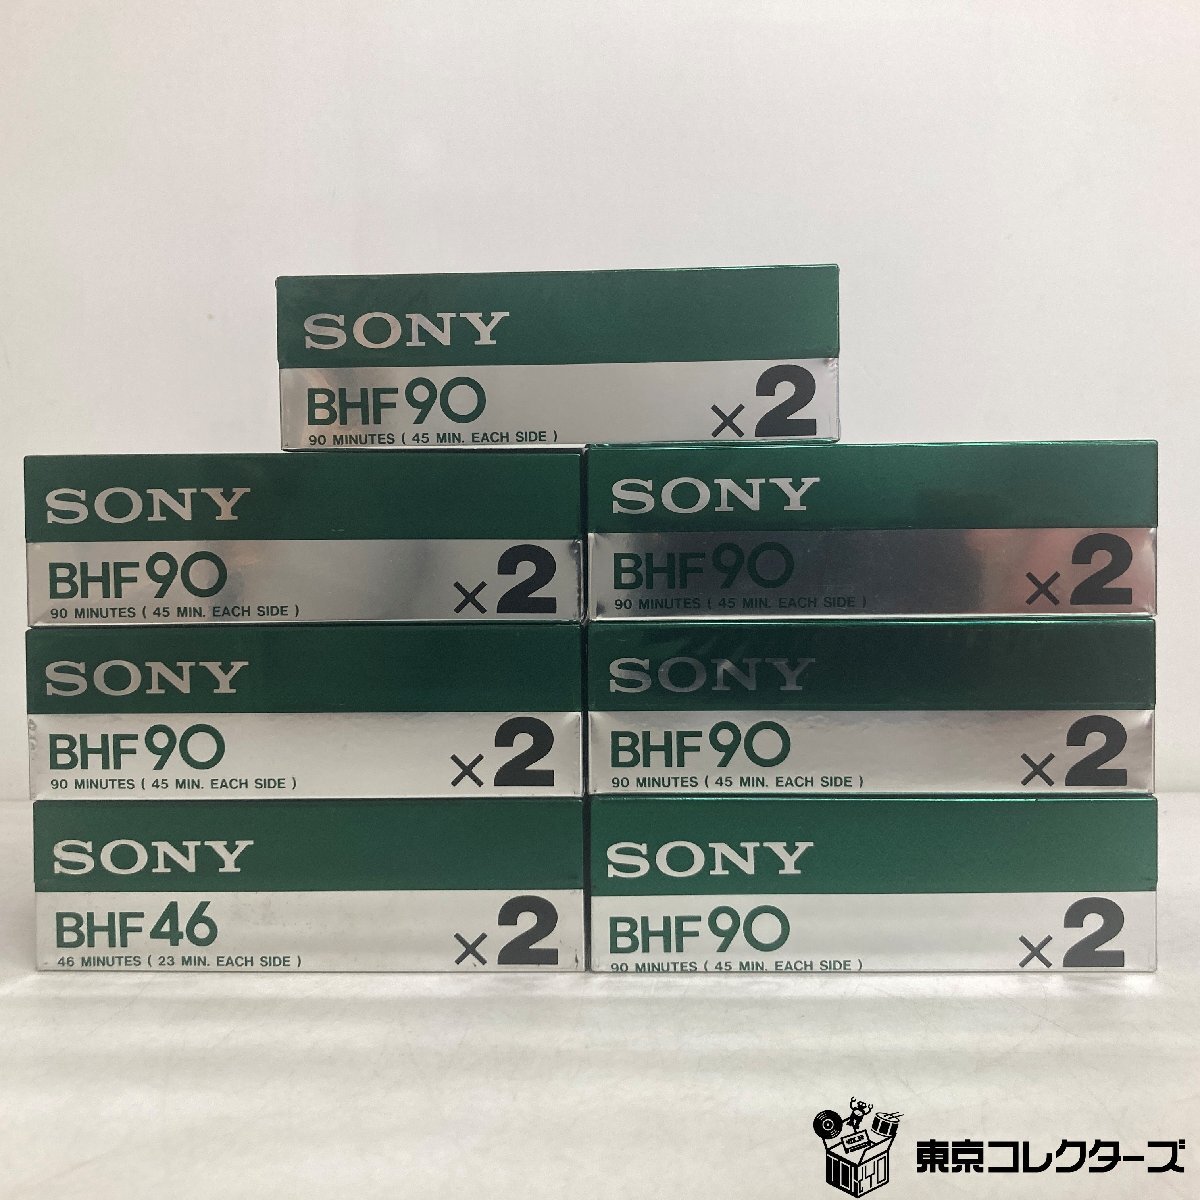 SONY
BHF90
90 MINUTES ( 45 MIN. EACH SIDE )
×2
SONY
BHF90
90 MINUTES ( 45 MIN. EACH SIDE )
×2
SONY
BHF90
90 MINUTES ( 45 MIN. EACH SIDE )
×2
SONY
BHF90
90 MINUTES ( 45 MIN. EACH SIDE )
×2
SONY
BHF90
90 MINUTES ( 45 MIN. EACH SIDE )
×2
SONY
BHF46
46 MINUTES ( 23 MIN. EACH SIDE )
×2
SONY
BHF90
90 MINUTES ( 45 MIN. EACH SIDE )
×2
東京コレクターズ